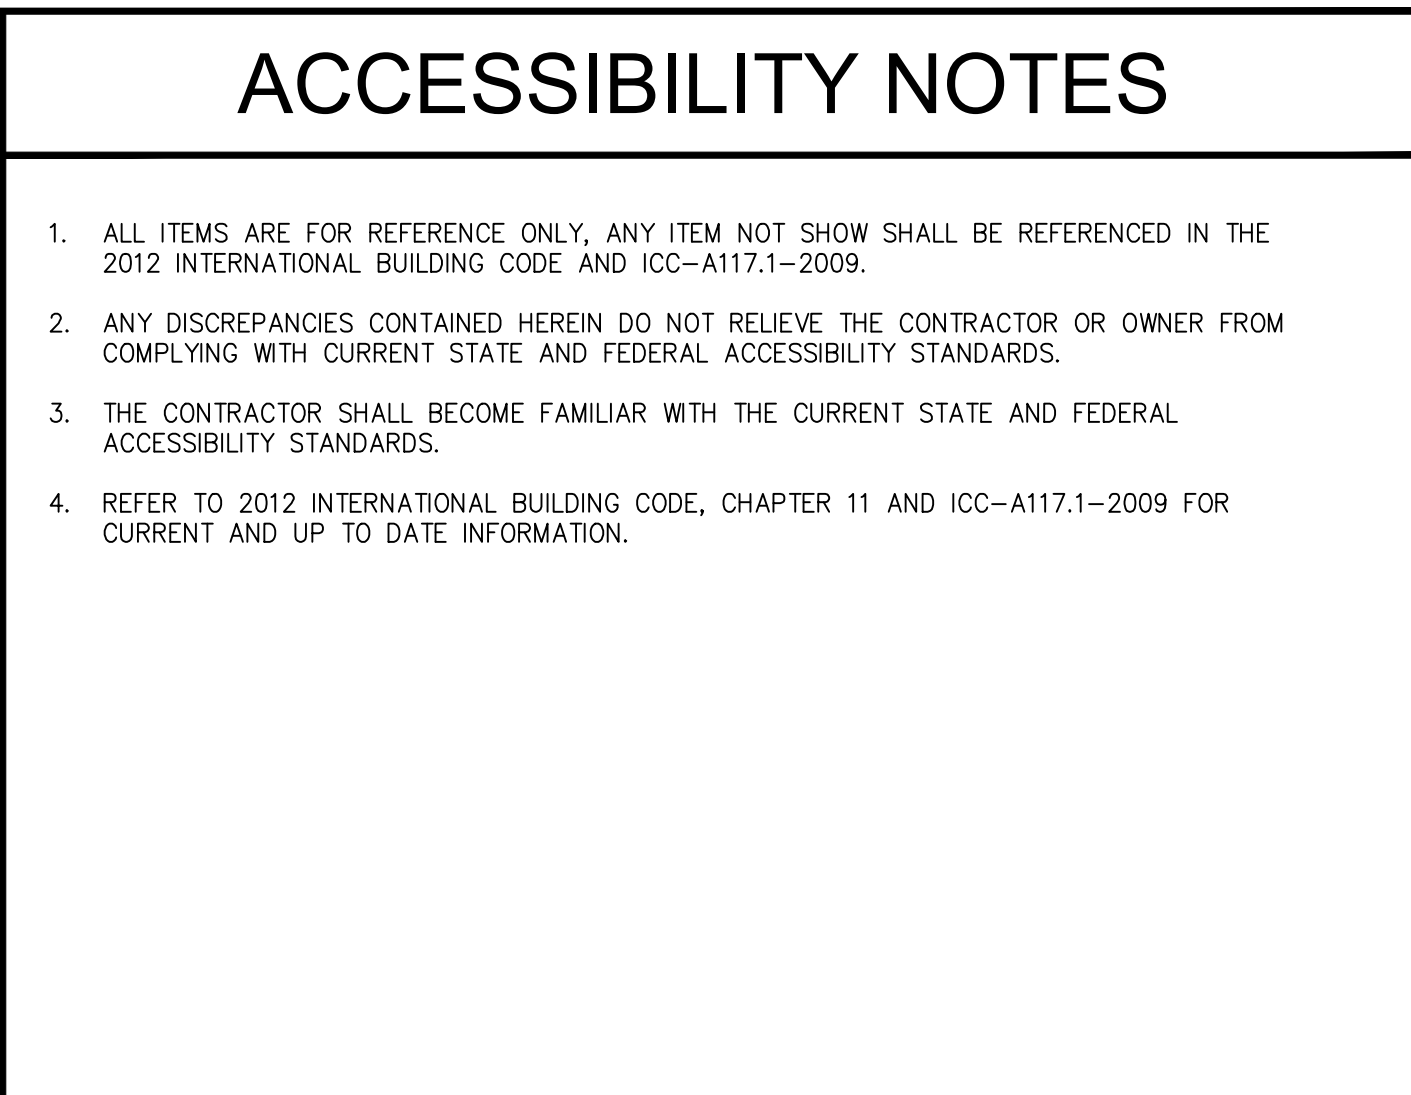 ACCESSIBILITY NOTES
1. ALL ITEMS ARE FOR REFERENCE ONLY, ANY ITEM NOT SHOW SHALL BE REFERENCED IN THE
2012 INTERNATIONAL BUILDING CODE AND ICC–A117.1–2009.
2. ANY DISCREPANCIES CONTAINED HEREIN DO NOT RELIEVE THE CONTRACTOR OR OWNER FROM
COMPLYING WITH CURRENT STATE AND FEDERAL ACCESSIBILITY STANDARDS.
3. THE CONTRACTOR SHALL BECOME FAMILIAR WITH THE CURRENT STATE AND FEDERAL
ACCESSIBILITY STANDARDS.
4. REFER TO 2012 INTERNATIONAL BUILDING CODE, CHAPTER 11 AND ICC–A117.1–2009 FOR
CURRENT AND UP TO DATE INFORMATION.